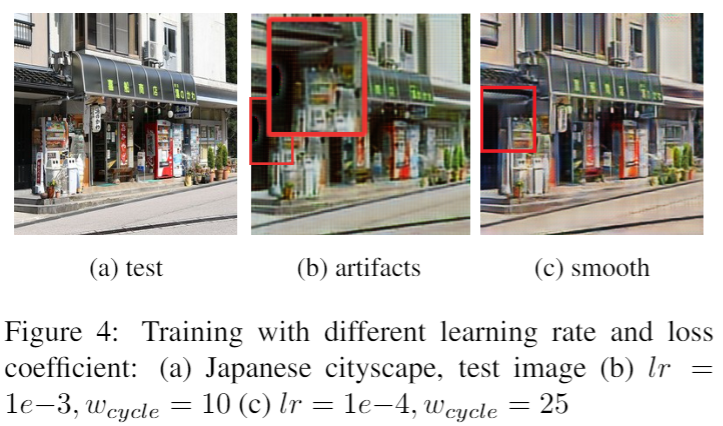 (a) test
(b) artifacts
(c) smooth
Figure 4: Training with different learning rate and loss
coefficient: (a) Japanese cityscape, test image (b) lr =
1e−3, w_cycle = 10 (c) lr = 1e−4, w_cycle = 25